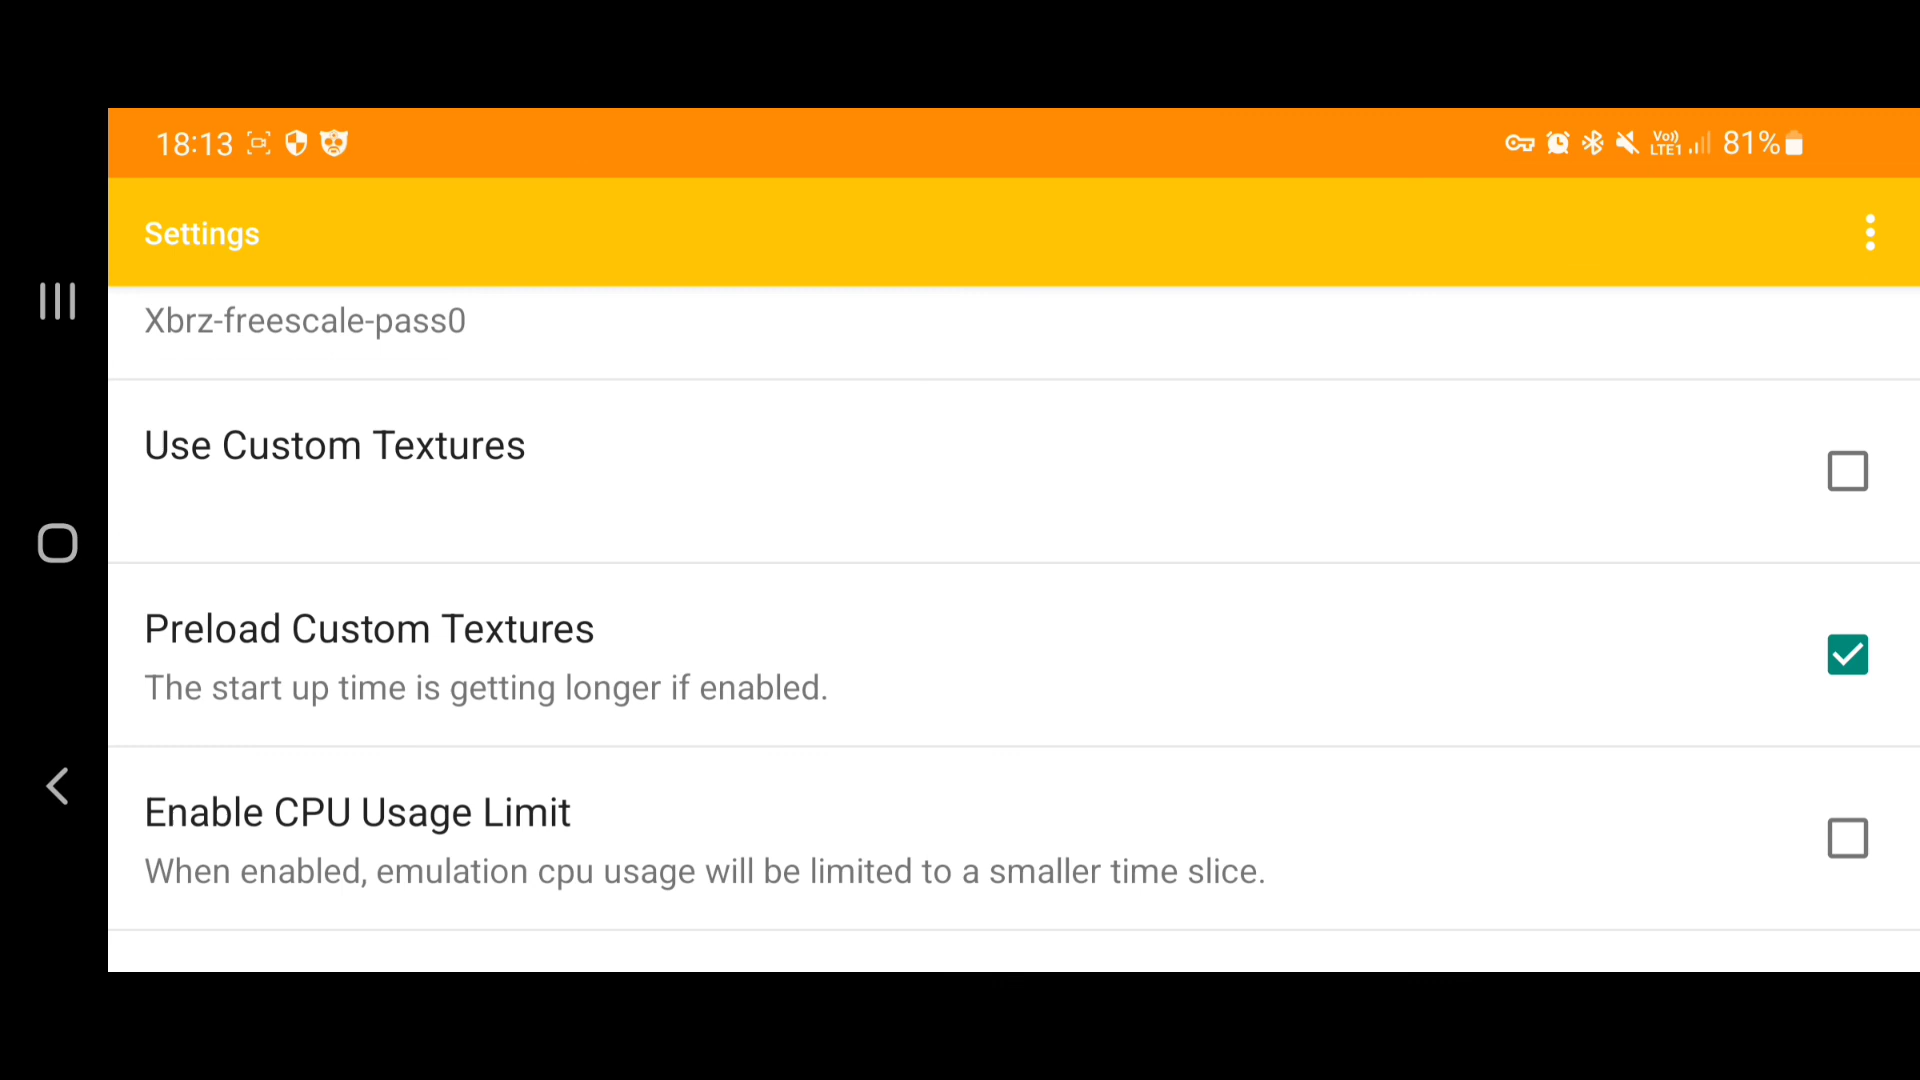 18:13
Vo)) LTE1 81%
Settings
Xbrz-freescale-pass0
Use Custom Textures
Preload Custom Textures
The start up time is getting longer if enabled.
Enable CPU Usage Limit
When enabled, emulation cpu usage will be limited to a smaller time slice.